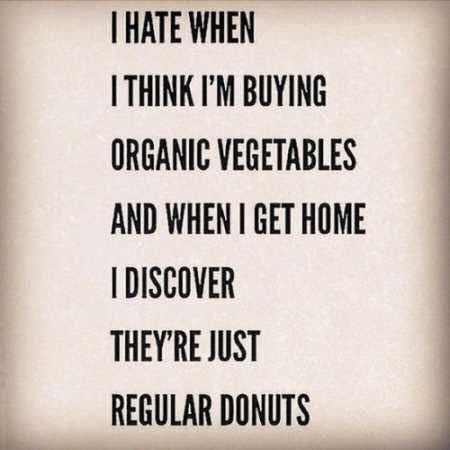 I HATE WHEN
I THINK I'M BUYING
ORGANIC VEGETABLES
AND WHEN I GET HOME
I DISCOVER
THEY'RE JUST
REGULAR DONUTS